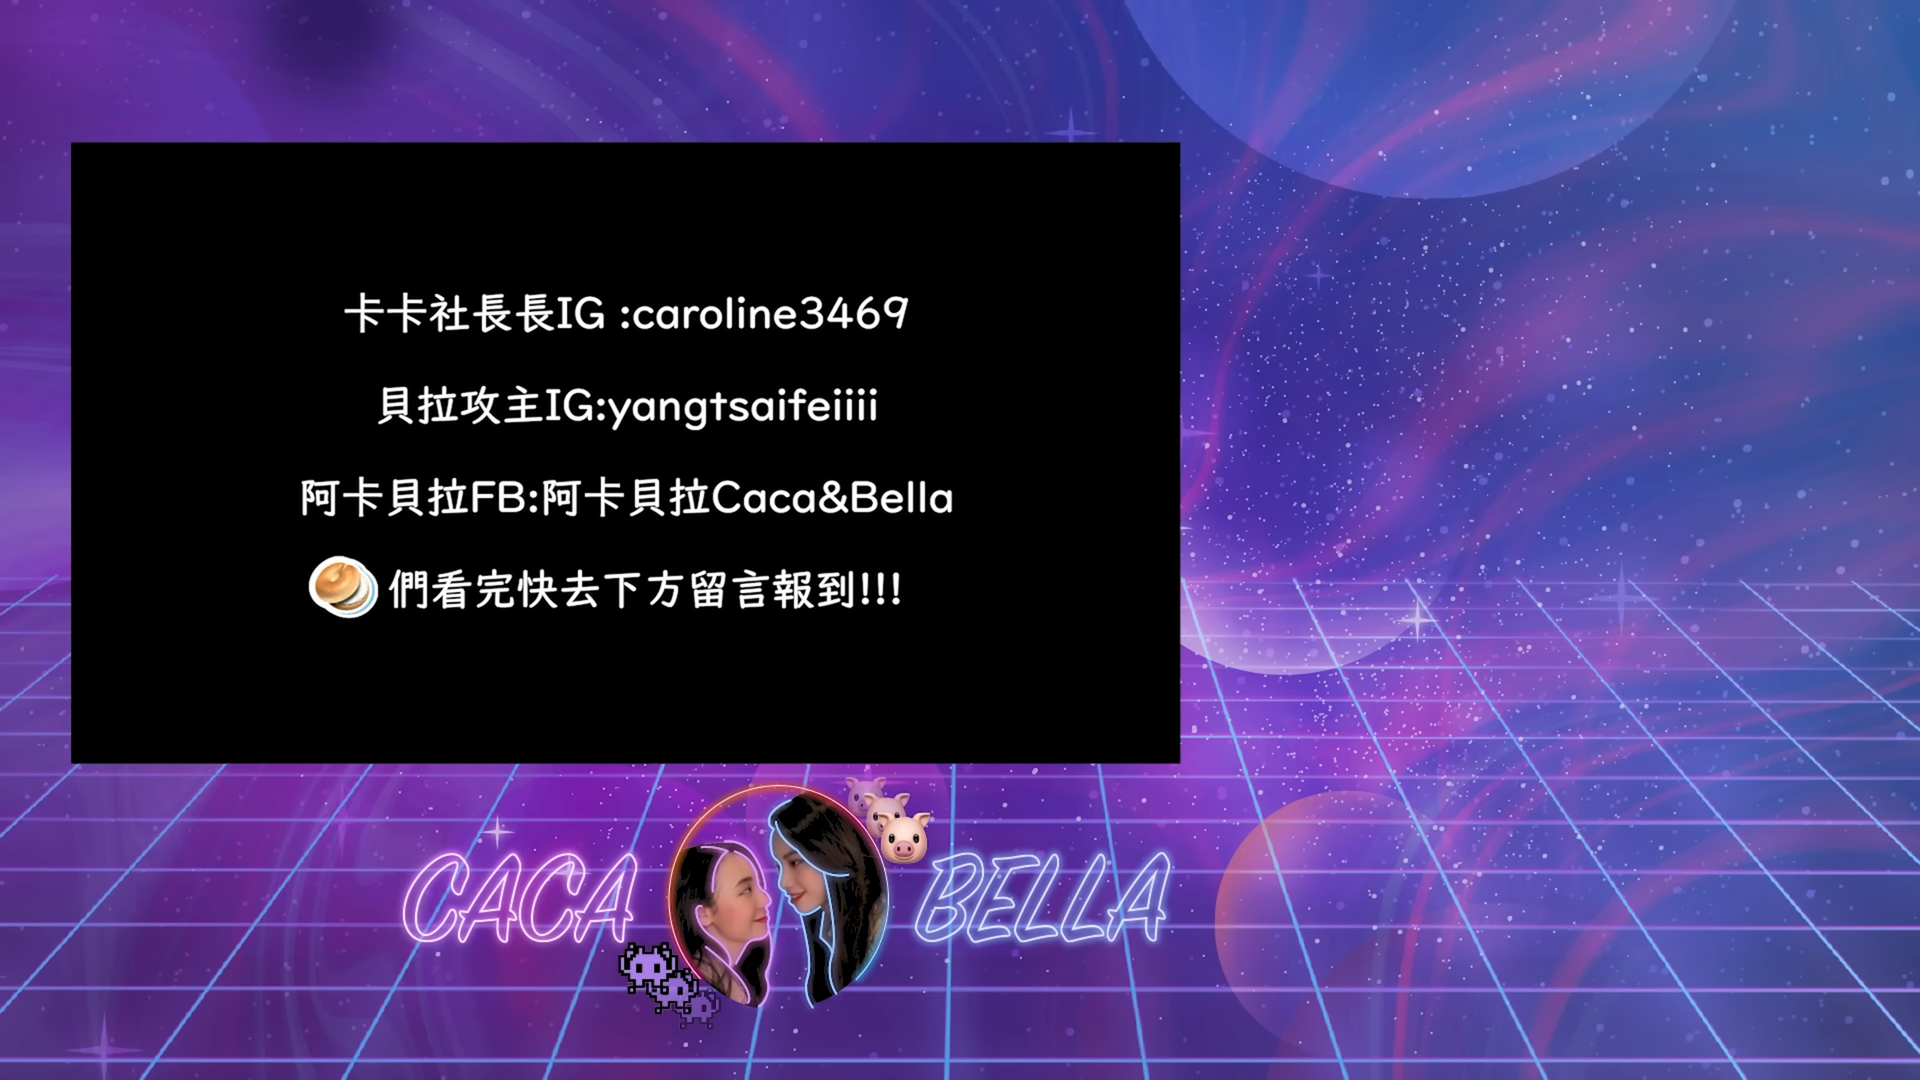 卡卡社長長IG :caroline3469
貝拉攻主IG:yangtsaifeiiii
阿卡貝拉FB:阿卡貝拉Caca&Bella
🥯們看完快去下方留言報到!!!
CACA BELLA